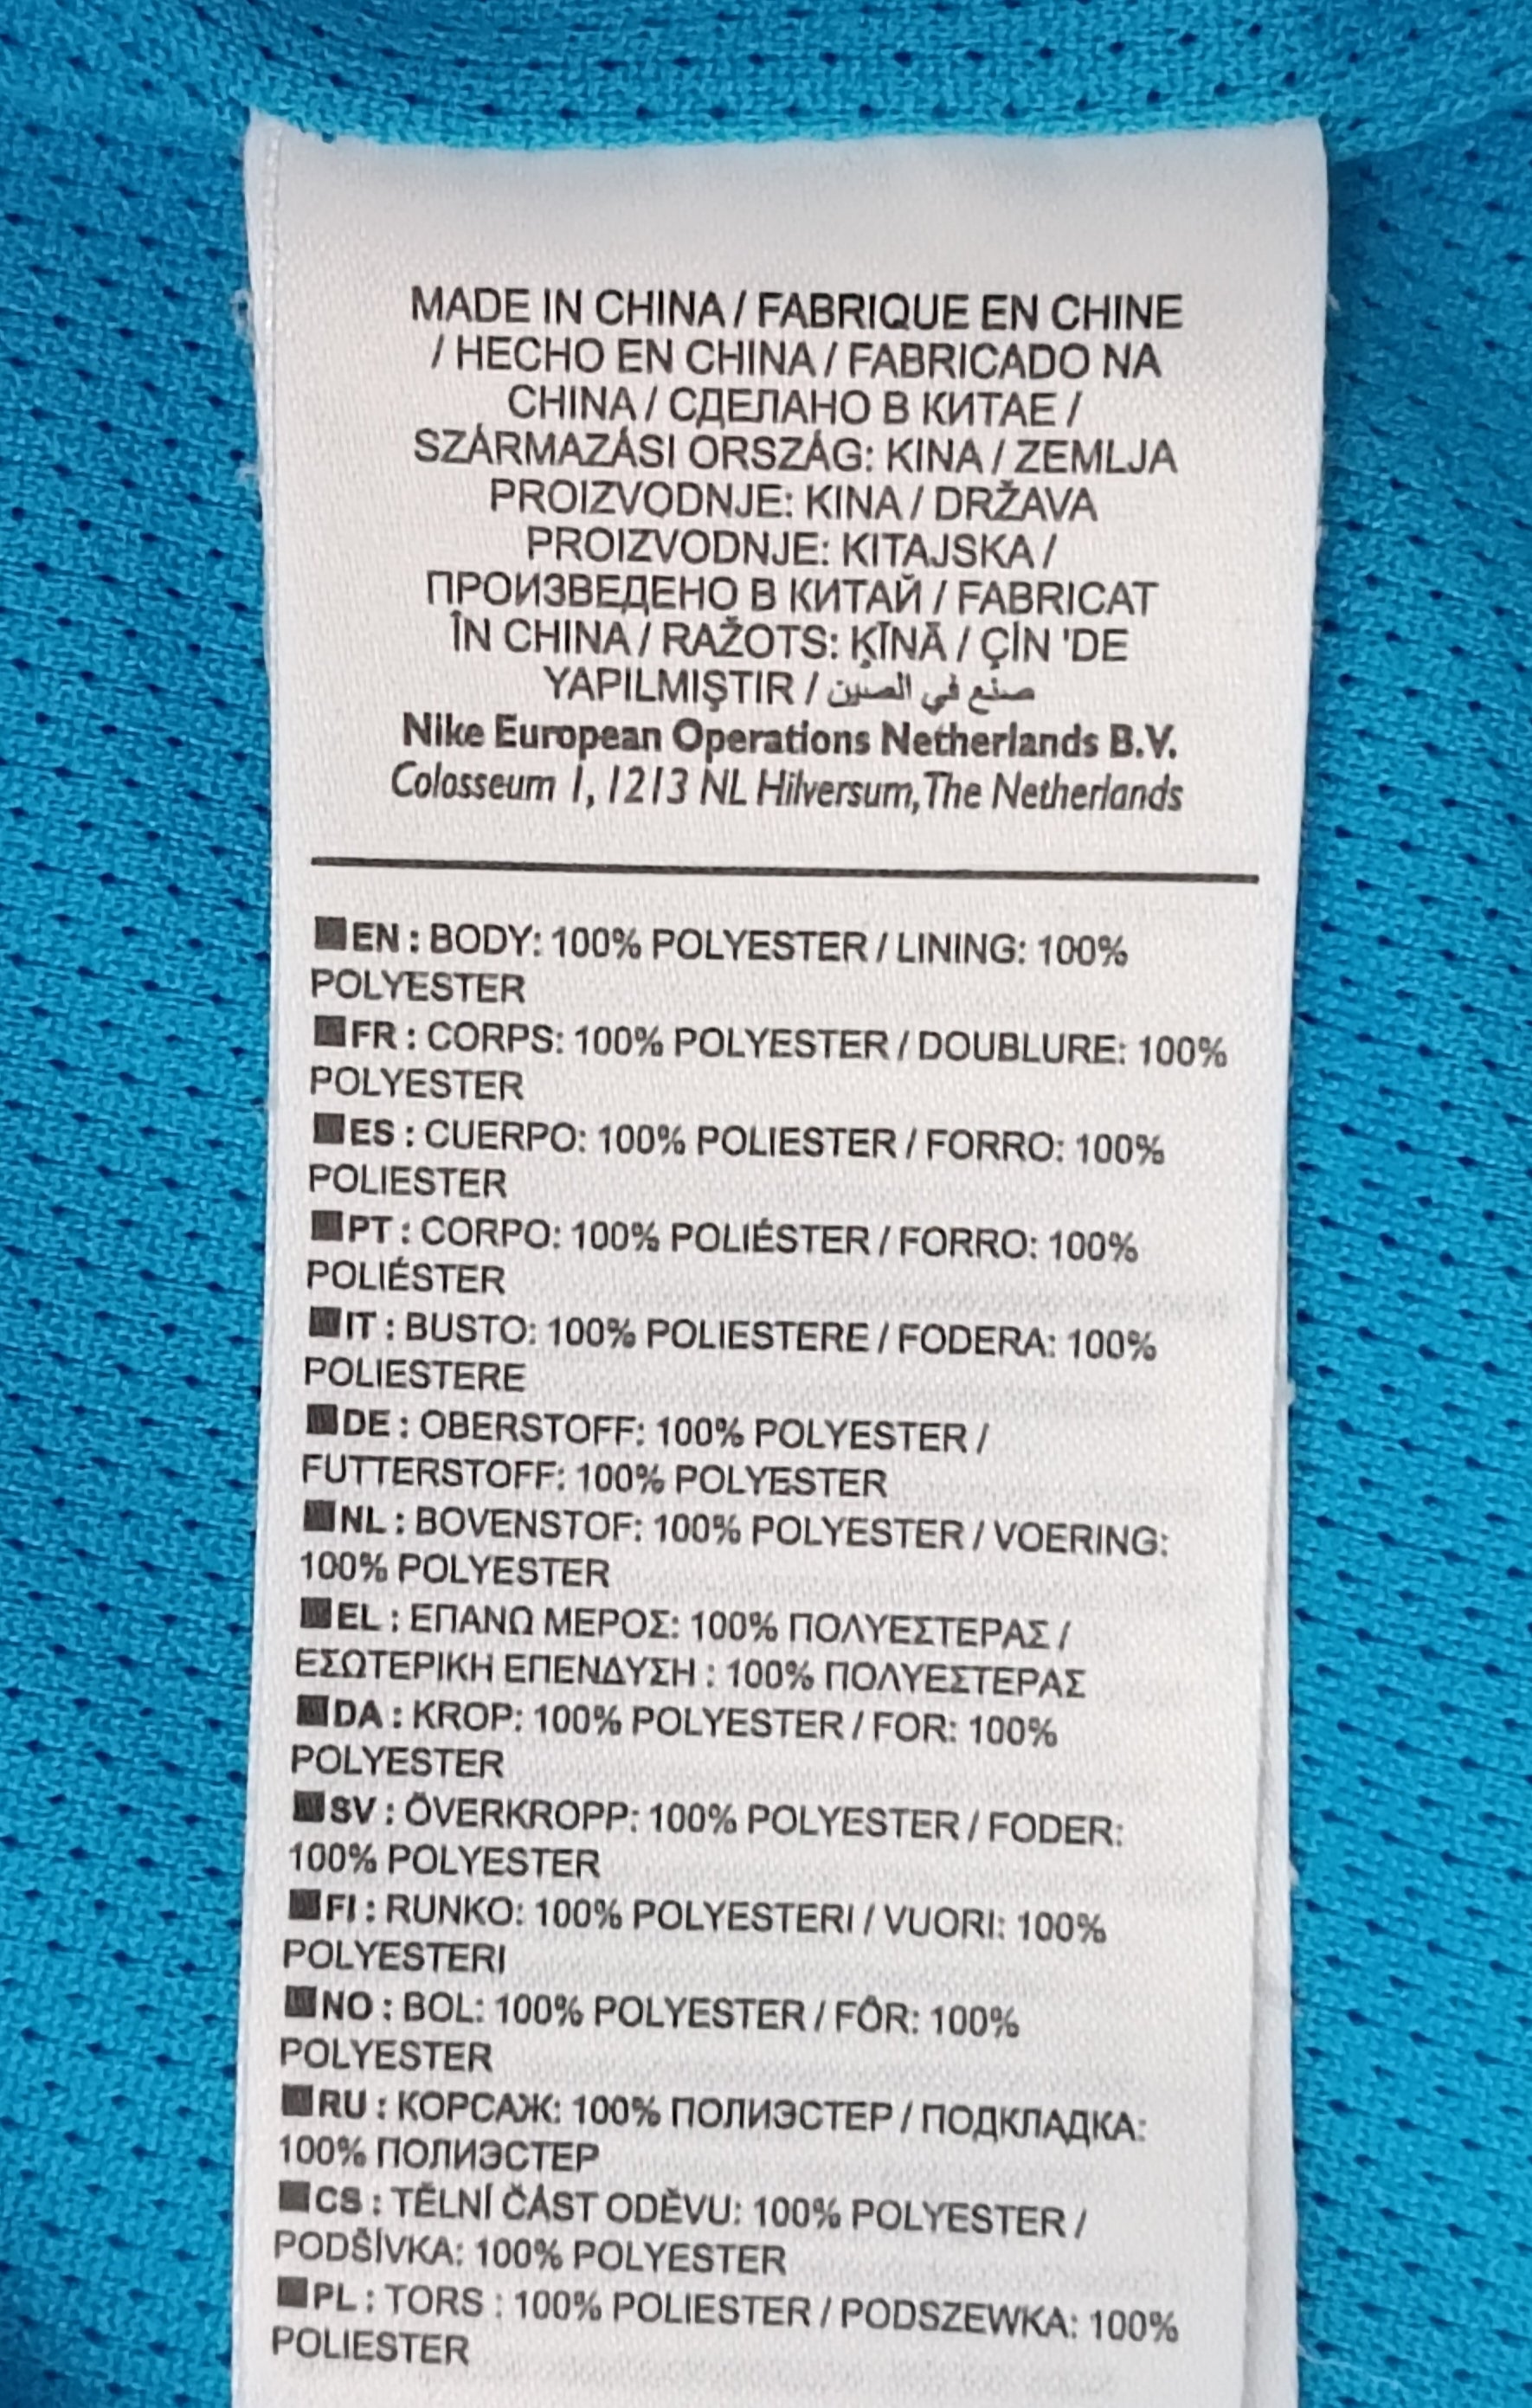 MADE IN CHINA / FABRIQUE EN CHINE
/ HECHO EN CHINA / FABRICADO NA
CHINA / СДЕЛАНО В КИТАЕ /
SZÁRMAZÁSI ORSZÁG: KINA / ZEMLJA
PROIZVODNJE: KINA / DRŽAVA
PROIZVODNJE: KITAJSKA /
ПРОИЗВЕДЕНО В КИТАЙ / FABRICAT
ÎN CHINA / RAŽOTS: ĶĪNĀ / ÇİN 'DE
YAPILMIŞTIR / صنع في الصين
Nike European Operations Netherlands B.V.
Colosseum 1, 1213 NL Hilversum, The Netherlands
■EN : BODY: 100% POLYESTER / LINING: 100%
POLYESTER
■FR : CORPS: 100% POLYESTER / DOUBLURE: 100%
POLYESTER
■ES : CUERPO: 100% POLIESTER / FORRO: 100%
POLIESTER
■PT : CORPO: 100% POLIÉSTER / FORRO: 100%
POLIÉSTER
■IT : BUSTO: 100% POLIESTERE / FODERA: 100%
POLIESTERE
■DE : OBERSTOFF: 100% POLYESTER /
FUTTERSTOFF: 100% POLYESTER
■NL : BOVENSTOF: 100% POLYESTER / VOERING:
100% POLYESTER
■EL : ΕΠΑΝΩ ΜΕΡΟΣ: 100% ΠΟΛΥΕΣΤΕΡΑΣ /
ΕΣΩΤΕΡΙΚΗ ΕΠΕΝΔΥΣΗ : 100% ΠΟΛΥΕΣΤΕΡΑΣ
■DA : KROP: 100% POLYESTER / FOR: 100%
POLYESTER
■SV : ÖVERKROPP: 100% POLYESTER / FODER:
100% POLYESTER
■FI : RUNKO: 100% POLYESTERI / VUORI: 100%
POLYESTERI
■NO : BOL: 100% POLYESTER / FÔR: 100%
POLYESTER
■RU : КОРСАЖ: 100% ПОЛИЭСТЕР / ПОДКЛАДКА:
100% ПОЛИЭСТЕР
■CS : TĚLNÍ ČÁST ODĚVU: 100% POLYESTER /
PODŠÍVKA: 100% POLYESTER
■PL : TORS : 100% POLIESTER / PODSZEWKA: 100%
POLIESTER